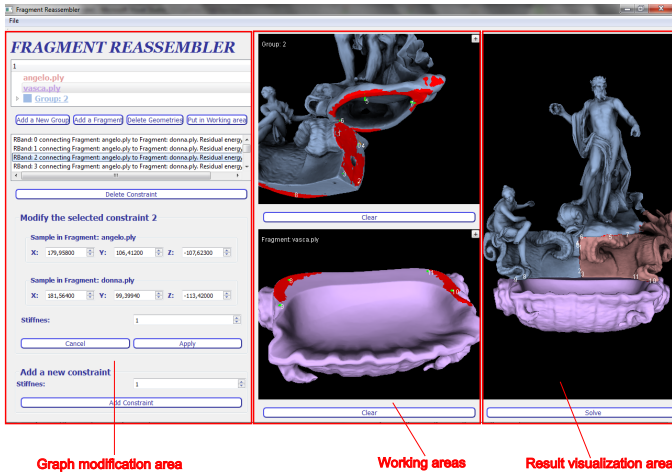 Fragment Reassembler
File
FRAGMENT REASSEMBLER
1
angelo.ply
vasca.ply
Group: 2
Add a New Group Add a Fragment Delete Geometries Put in Working area
RBand: 0 connecting Fragment: angelo.ply to Fragment: donna.ply. Residual energy
RBand: 1 connecting Fragment: angelo.ply to Fragment: donna.ply. Residual energy
RBand: 2 connecting Fragment: angelo.ply to Fragment: donna.ply. Residual energy
RBand: 3 connecting Fragment: angelo.ply to Fragment: donna.ply. Residual energy
Delete Constraint
Modify the selected constraint 2
Sample in Fragment: angelo.ply
X: 179,95800 Y: 106,41200 Z: -107,62300
Sample in Fragment: donna.ply
X: 181,56400 Y: 99,39940 Z: -113,42000
Stiffnes: 1
Cancel Apply
Add a new constraint
Stiffnes: 1
Add Constraint
Group: 2
Clear
Fragment: vasca.ply
Clear
Solve
Graph modification area
Working areas
Result visualization area